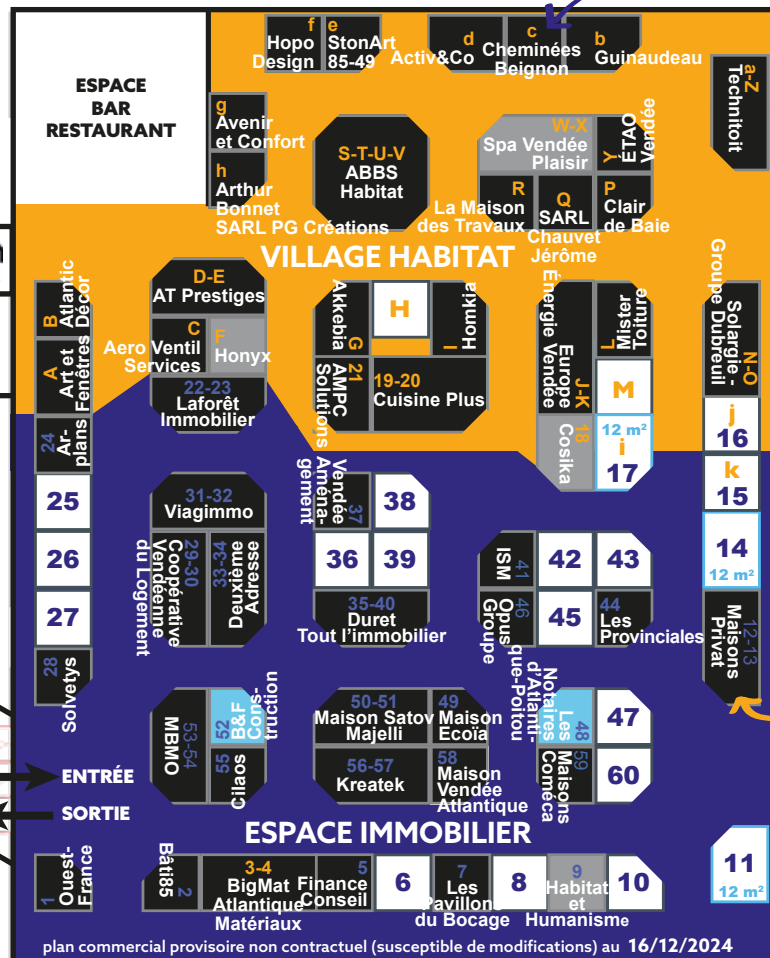 f
Hopo
Design
e
StonArt
85-49
d
Activ&Co
c
Cheminées
Beignon
b
Guinaudeau
a-Z
Technitoit
ESPACE
BAR
RESTAURANT
g
Avenir
et Confort
h
Arthur
Bonnet
SARL PG Créations
S-T-U-V
ABBS
Habitat
W-X
Spa Vendée
Plaisir
Y
ÉTAO
Vendée
R
La Maison
des Travaux
Q
SARL
Chauvet
Jérôme
P
Clair
de Baie
VILLAGE HABITAT
B
Atlantic
Décor
A
Art et
Fenêtres
24
Ar-
plans
25
26
27
28
Solvetys
D-E
AT Prestiges
C
Aero Ventil
Services
F
Honyx
22-23
Laforêt
Immobilier
Akkebia
G
H
I
Homkia
21
AMPC
Solutions
19-20
Cuisine Plus
J-K
Europe
Énergie Vendée
L
Mister
Toiture
M
18
Cosika
12 m²
i
17
N-O
Solargie -
Groupe Dubreuil
j
16
k
15
14
12 m²
12-13
Maisons
Privat
31-32
Viagimmo
29-30
Coopérative
Vendéenne
du Logement
33-34
Deuxième
Adresse
37
Vendée
Aména-
gement
38
36
39
35-40
Duret
Tout l’immobilier
41
ISM
42
43
46
Opus
Groupe
45
44
Les
Provinciales
53-54
MBMO
52
B&F
Cons-
truction
55
Cilaos
50-51
Maison Satov
Majelli
49
Maison
Ecoïa
56-57
Kreatek
58
Maison
Vendée
Atlantique
48
Les
Notaires
d’Atlanti-
que-Poitou
47
59
Maisons
Coméca
60
ENTRÉE
SORTIE
ESPACE IMMOBILIER
1
Ouest-
France
2
Bâti85
3-4
BigMat
Atlantique
Matériaux
5
Finance
Conseil
6
7
Les
Pavillons
du Bocage
8
9
Habitat
et
Humanisme
10
11
12 m²
plan commercial provisoire non contractuel (susceptible de modifications) au 16/12/2024